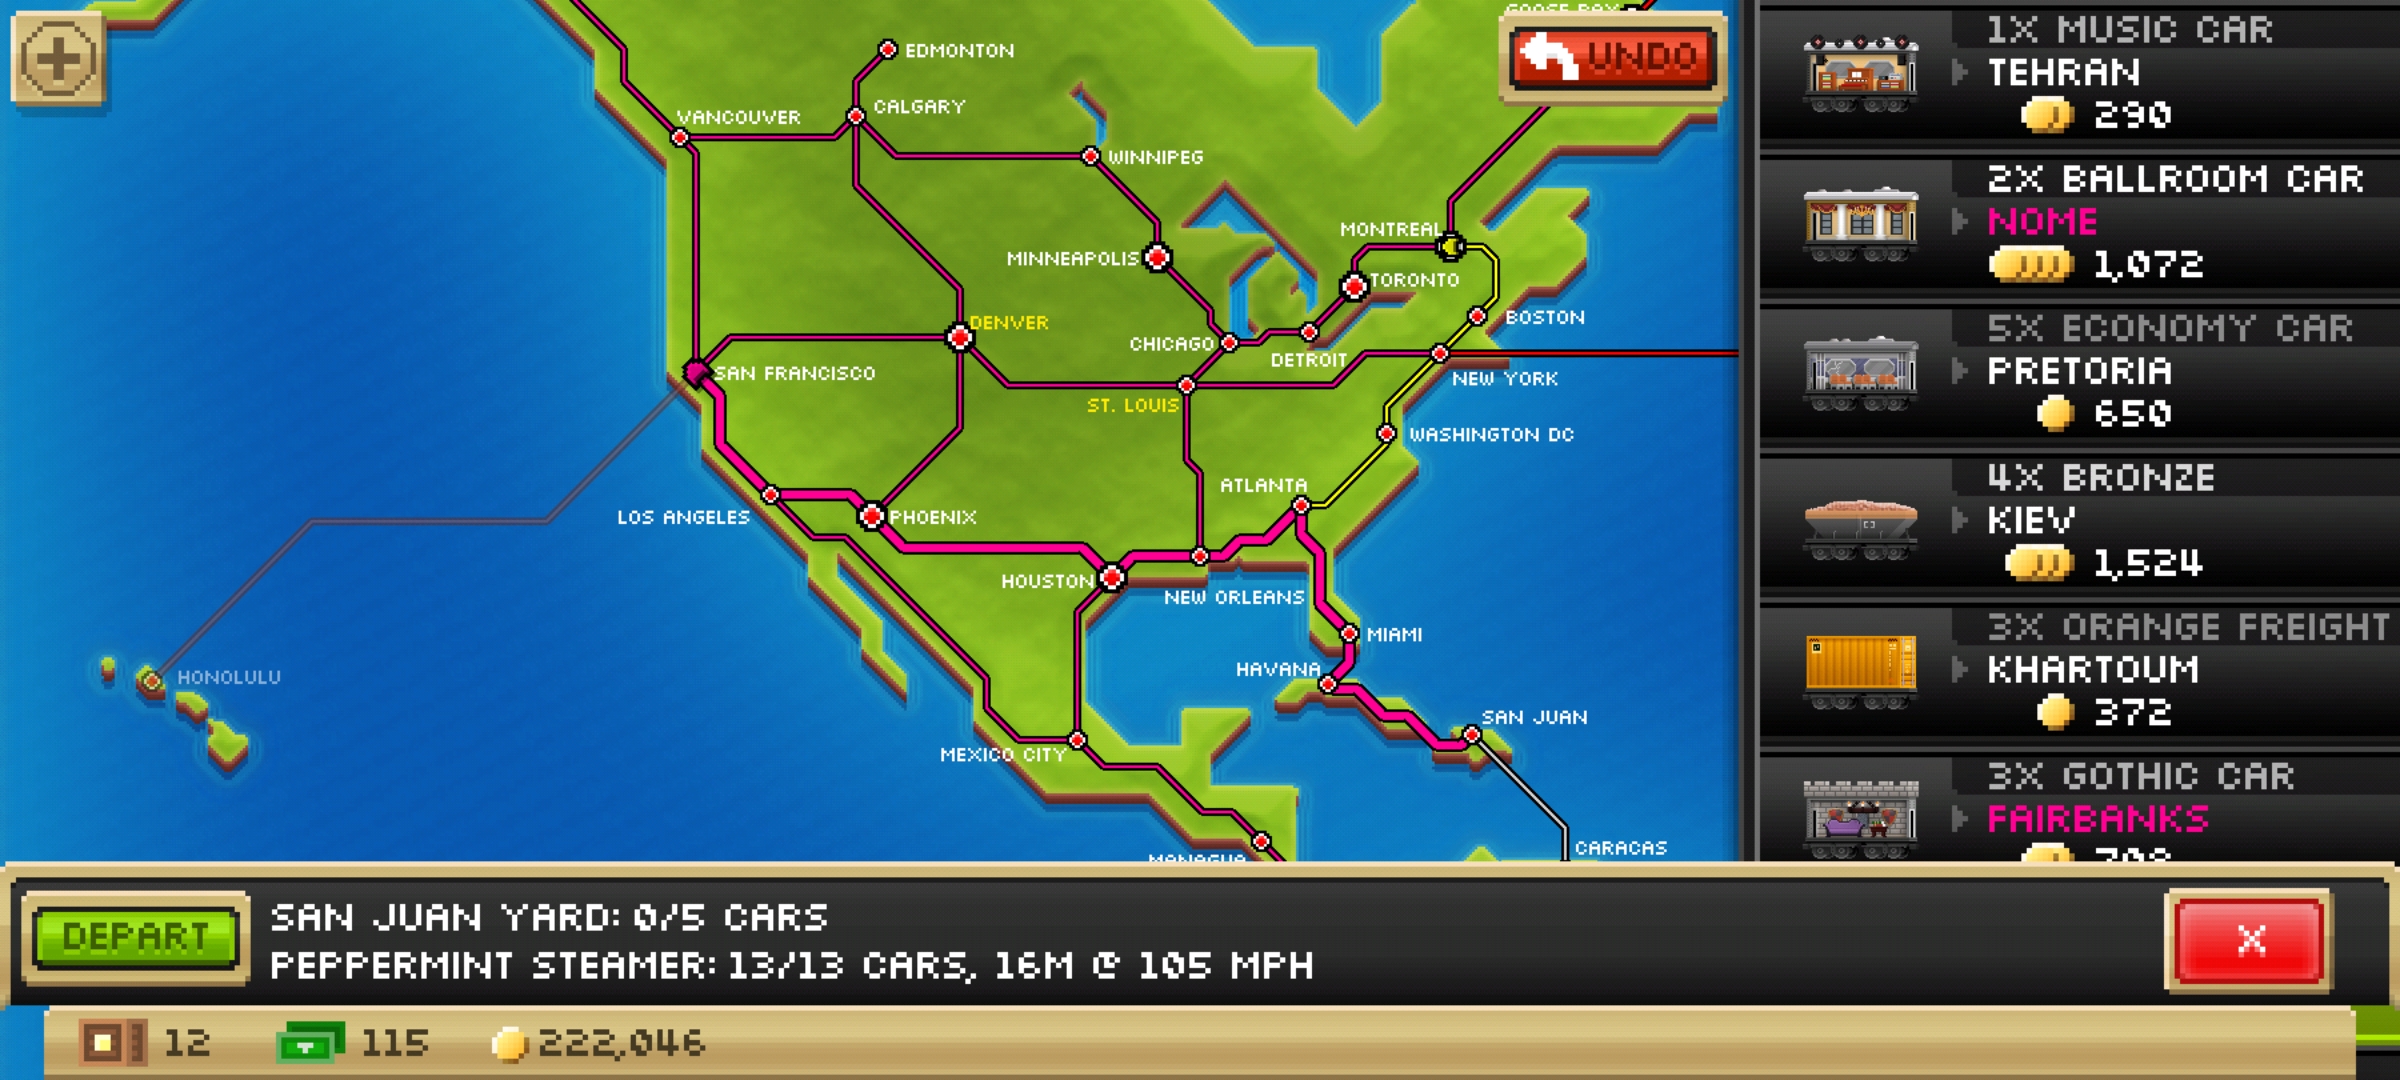 GOOSE BAY
EDMONTON
CALGARY
VANCOUVER
WINNIPEG
MONTREAL
MINNEAPOLIS
TORONTO
DENVER
BOSTON
CHICAGO
DETROIT
SAN FRANCISCO
NEW YORK
ST. LOUIS
WASHINGTON DC
ATLANTA
LOS ANGELES
PHOENIX
HOUSTON
NEW ORLEANS
MIAMI
HAVANA
HONOLULU
SAN JUAN
MEXICO CITY
CARACAS
MANAGUA
UNDO
1X MUSIC CAR
TEHRAN
290
2X BALLROOM CAR
NOME
1,072
5X ECONOMY CAR
PRETORIA
650
4X BRONZE
KIEV
1,524
3X ORANGE FREIGHT
KHARTOUM
372
3X GOTHIC CAR
FAIRBANKS
DEPART
SAN JUAN YARD: 0/5 CARS
PEPPERMINT STEAMER: 13/13 CARS, 16M @ 105 MPH
X
12
115
222,046